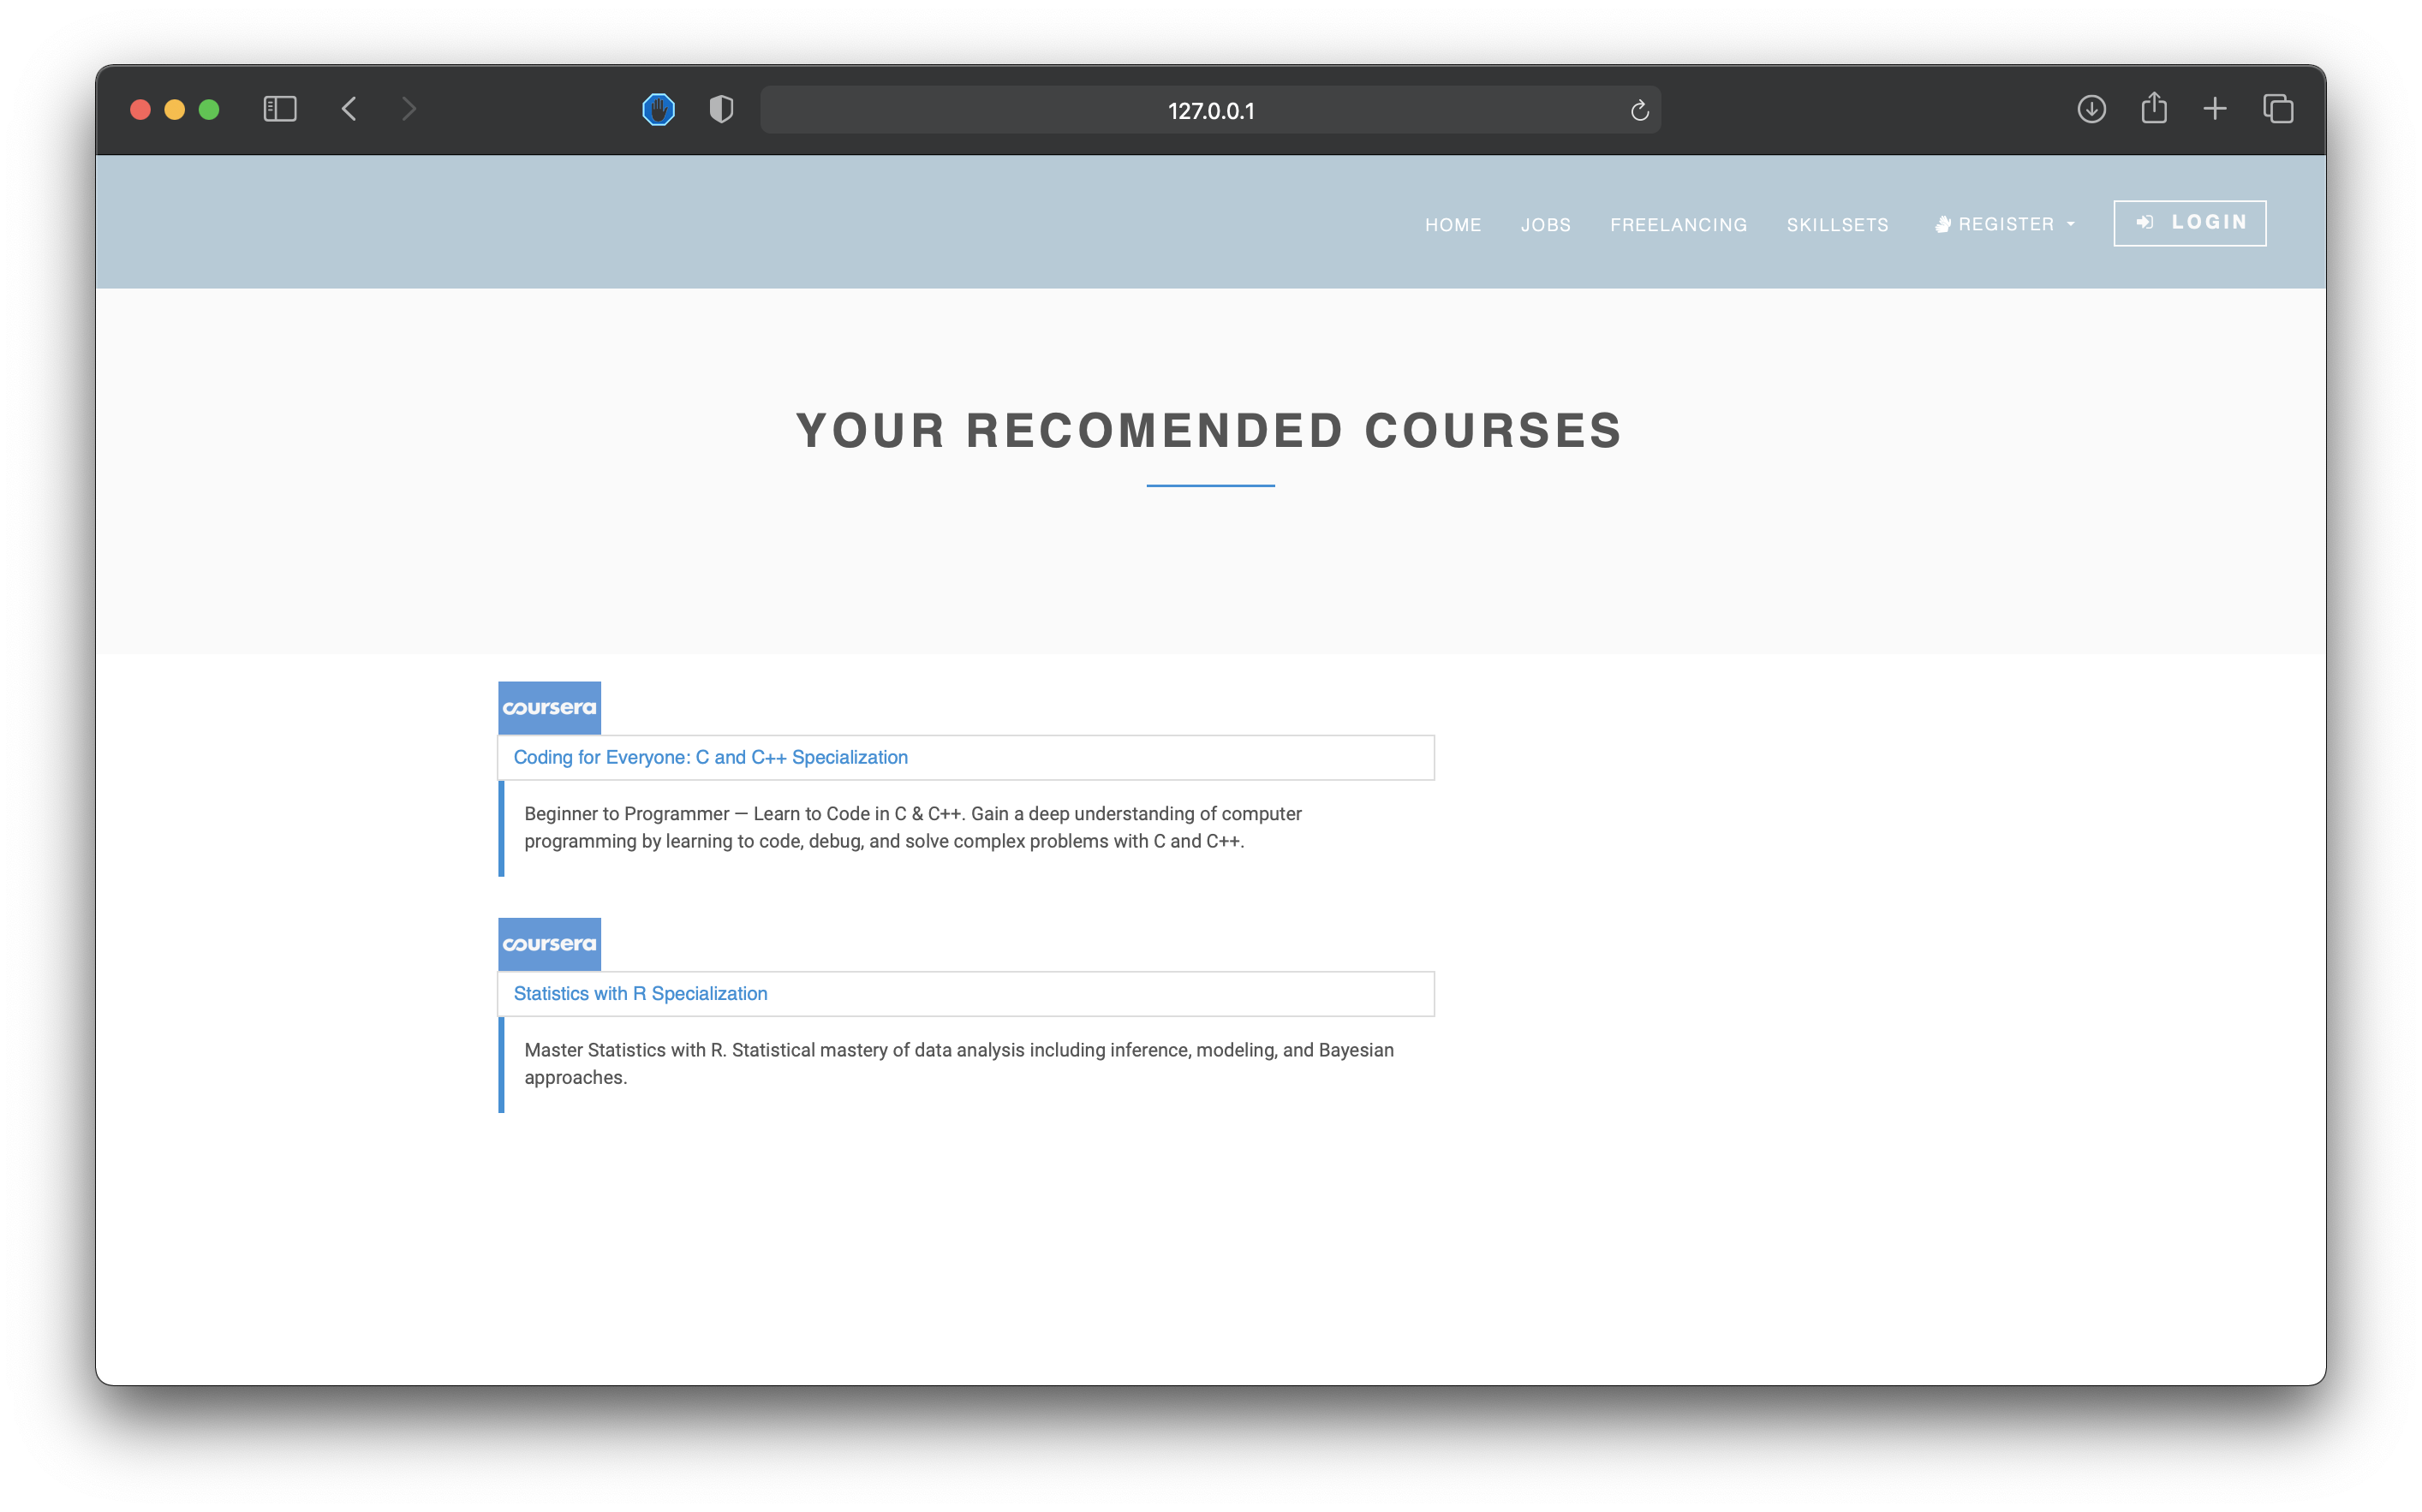 127.0.0.1
HOME JOBS FREELANCING SKILLSETS REGISTER LOGIN
YOUR RECOMENDED COURSES
coursera
Coding for Everyone: C and C++ Specialization
Beginner to Programmer — Learn to Code in C & C++. Gain a deep understanding of computer
programming by learning to code, debug, and solve complex problems with C and C++.
coursera
Statistics with R Specialization
Master Statistics with R. Statistical mastery of data analysis including inference, modeling, and Bayesian
approaches.